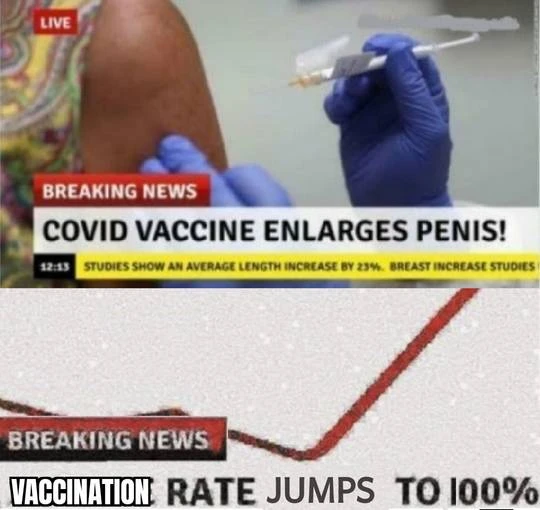 LIVE
BREAKING NEWS
COVID VACCINE ENLARGES PENIS!
12:13 STUDIES SHOW AN AVERAGE LENGTH INCREASE BY 23%. BREAST INCREASE STUDIES
BREAKING NEWS
VACCINATION RATE JUMPS TO 100%